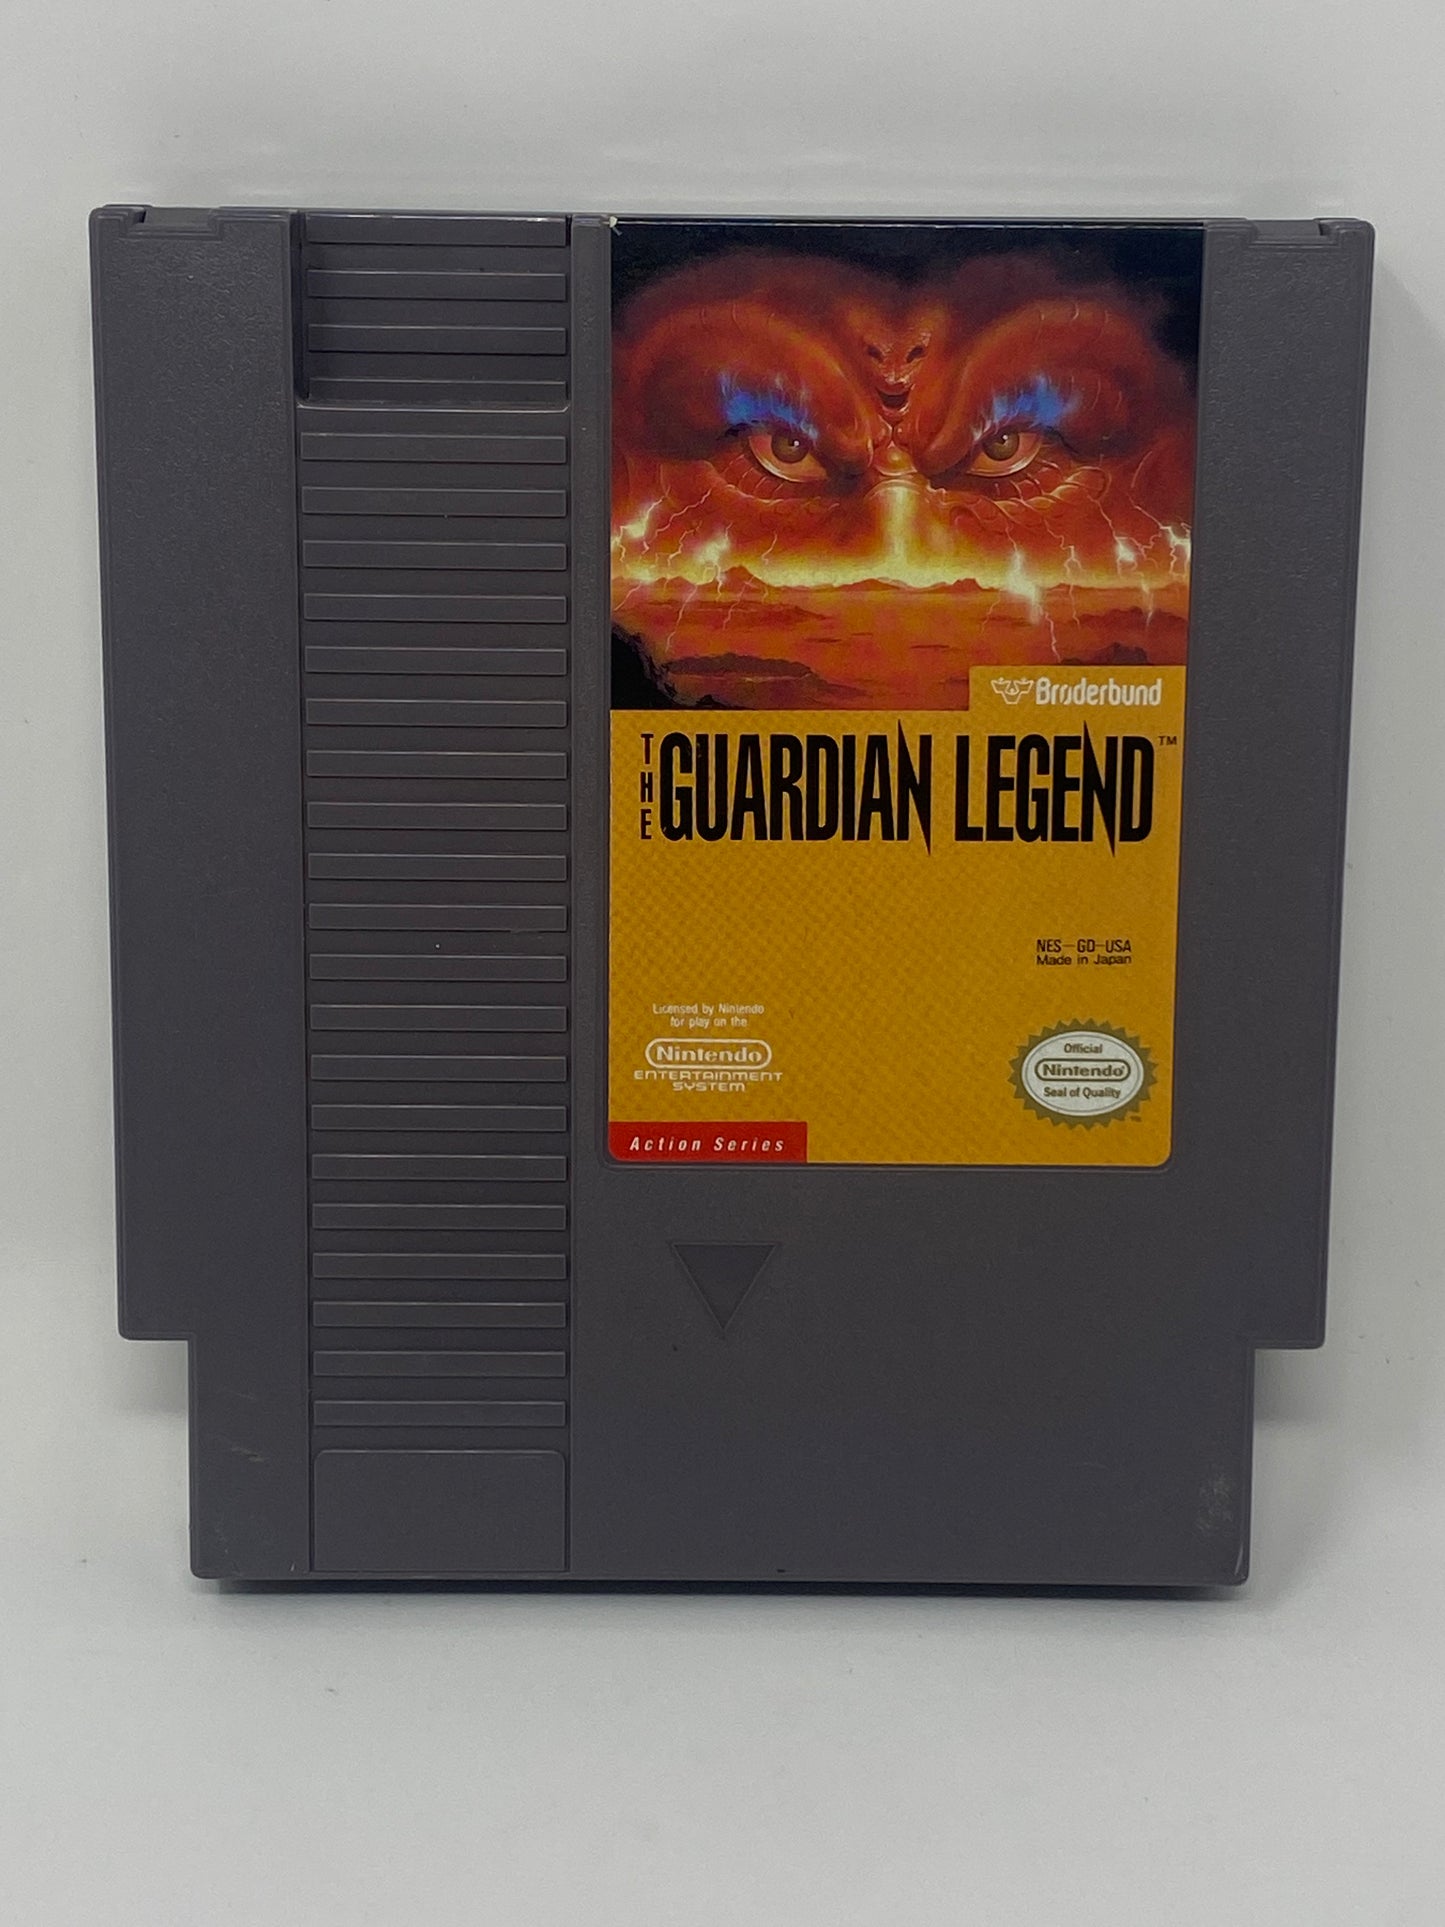 Brøderbund
THE GUARDIAN LEGEND™
NES-GD-USA
Made in Japan
Licensed by Nintendo
for play on the
Nintendo
ENTERTAINMENT
SYSTEM
Official
Nintendo
Seal of Quality
Action Series